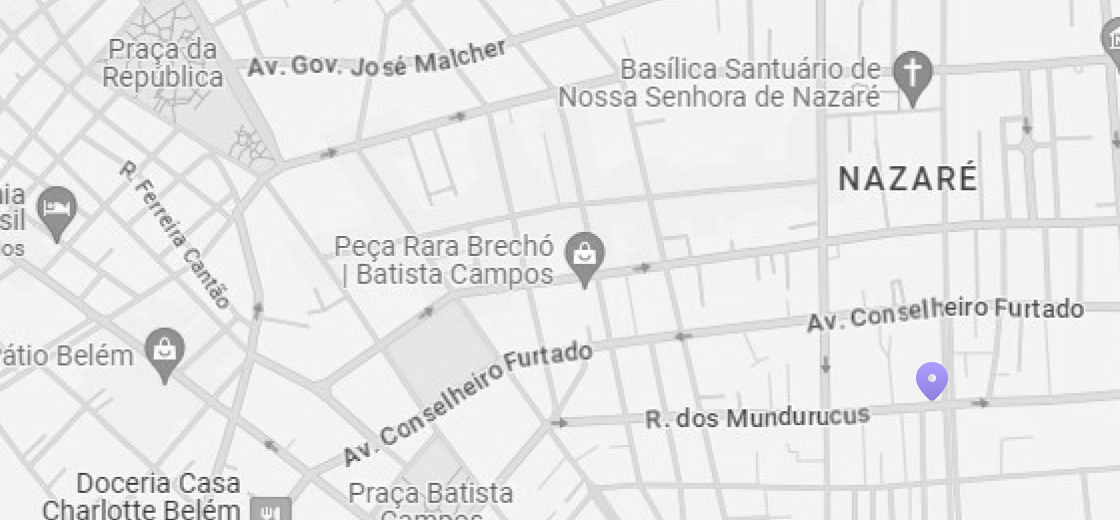 Praça da
República
Av. Gov. José Malcher
Basílica Santuário de
Nossa Senhora de Nazaré
NAZARÉ
R. Ferreira Cantão
sil
os
Peça Rara Brechó
| Batista Campos
Av. Conselheiro Furtado
Pátio Belém
Av. Conselheiro Furtado
R. dos Mundurucus
Doceria Casa
Charlotte Belém
Praça Batista
Campos